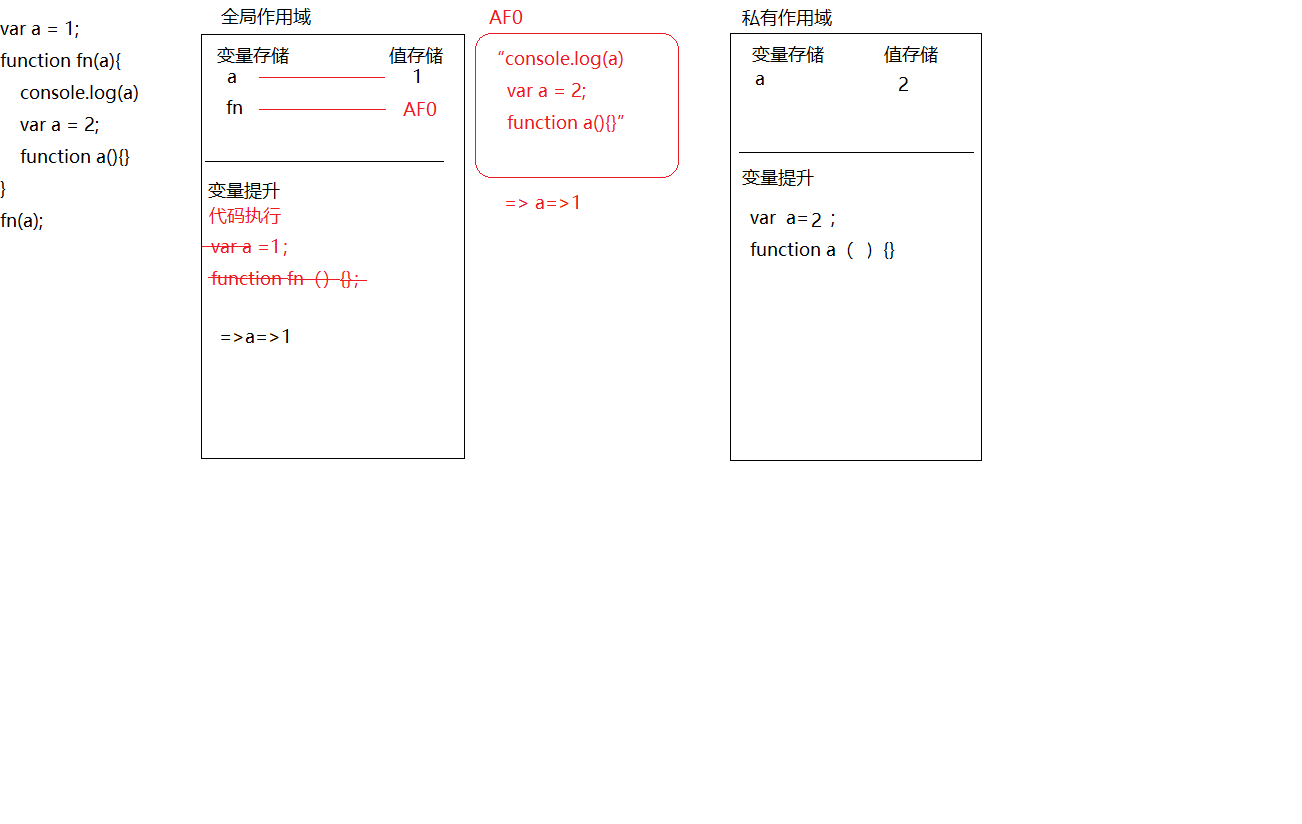 var a = 1;
function fn(a){
console.log(a)
var a = 2;
function a(){}
}
fn(a);
全局作用域
变量存储 值存储
a 1
fn AF0
变量提升
代码执行
var a =1；
function fn（）{}；
=>a=>1
AF0
“console.log(a)
var a = 2;
function a(){}”
=> a=>1
私有作用域
变量存储 值存储
a 2
变量提升
var a=2；
function a（ ）{}